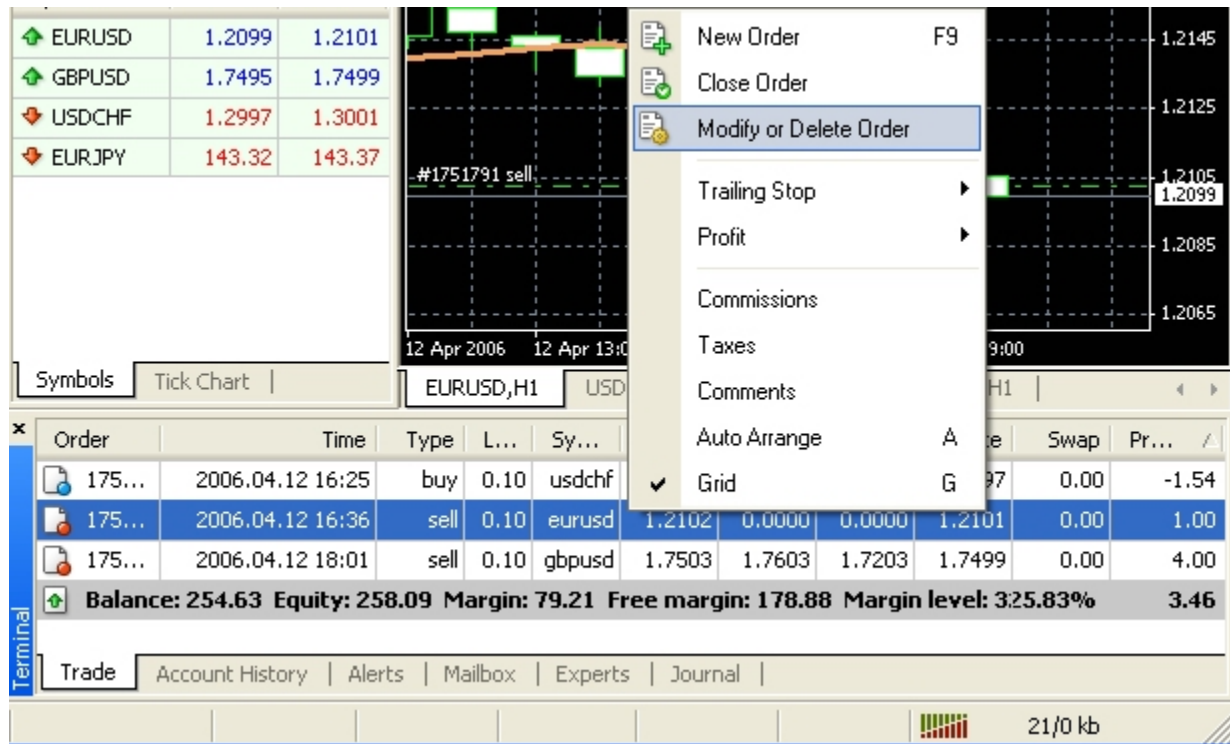 EURUSD 1.2099 1.2101
GBPUSD 1.7495 1.7499
USDCHF 1.2997 1.3001
EURJPY 143.32 143.37
Symbols Tick Chart
#1751791 sell
1.2145
1.2125
1.2105
1.2099
1.2085
1.2065
12 Apr 2006 12 Apr 13:0 9:00
EURUSD,H1 USD H1
New Order F9
Close Order
Modify or Delete Order
Trailing Stop
Profit
Commissions
Taxes
Comments
Auto Arrange A
Grid G
Order Time Type L... Sy... Swap Pr...
175... 2006.04.12 16:25 buy 0.10 usdchf 97 0.00 -1.54
175... 2006.04.12 16:36 sell 0.10 eurusd 1.2102 0.0000 0.0000 1.2101 0.00 1.00
175... 2006.04.12 18:01 sell 0.10 gbpusd 1.7503 1.7603 1.7203 1.7499 0.00 4.00
Balance: 254.63 Equity: 258.09 Margin: 79.21 Free margin: 178.88 Margin level: 325.83% 3.46
Terminal
Trade Account History Alerts Mailbox Experts Journal
21/0 kb